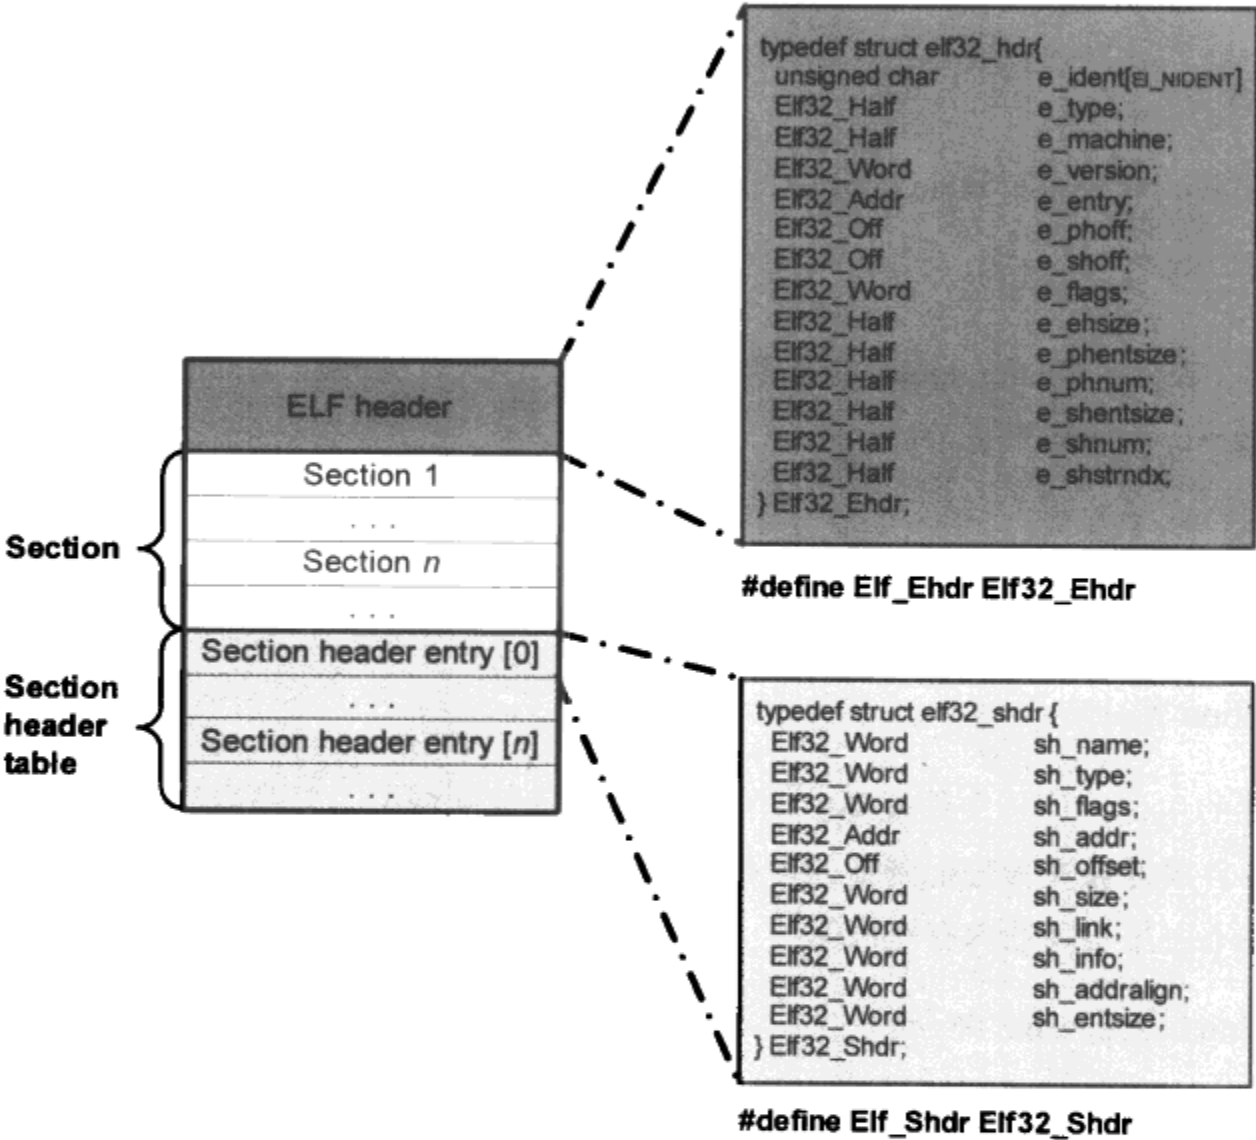 ELF header
Section 1
. . .
Section n
. . .
Section header entry [0]
. . .
Section header entry [n]
. . .
Section
Section
header
table
typedef struct elf32_hdr{
unsigned char e_ident[EI_NIDENT]
Elf32_Half e_type;
Elf32_Half e_machine;
Elf32_Word e_version;
Elf32_Addr e_entry;
Elf32_Off e_phoff;
Elf32_Off e_shoff;
Elf32_Word e_flags;
Elf32_Half e_ehsize;
Elf32_Half e_phentsize;
Elf32_Half e_phnum;
Elf32_Half e_shentsize;
Elf32_Half e_shnum;
Elf32_Half e_shstrndx;
} Elf32_Ehdr;
#define Elf_Ehdr Elf32_Ehdr
typedef struct elf32_shdr {
Elf32_Word sh_name;
Elf32_Word sh_type;
Elf32_Word sh_flags;
Elf32_Addr sh_addr;
Elf32_Off sh_offset;
Elf32_Word sh_size;
Elf32_Word sh_link;
Elf32_Word sh_info;
Elf32_Word sh_addralign;
Elf32_Word sh_entsize;
} Elf32_Shdr;
#define Elf_Shdr Elf32_Shdr